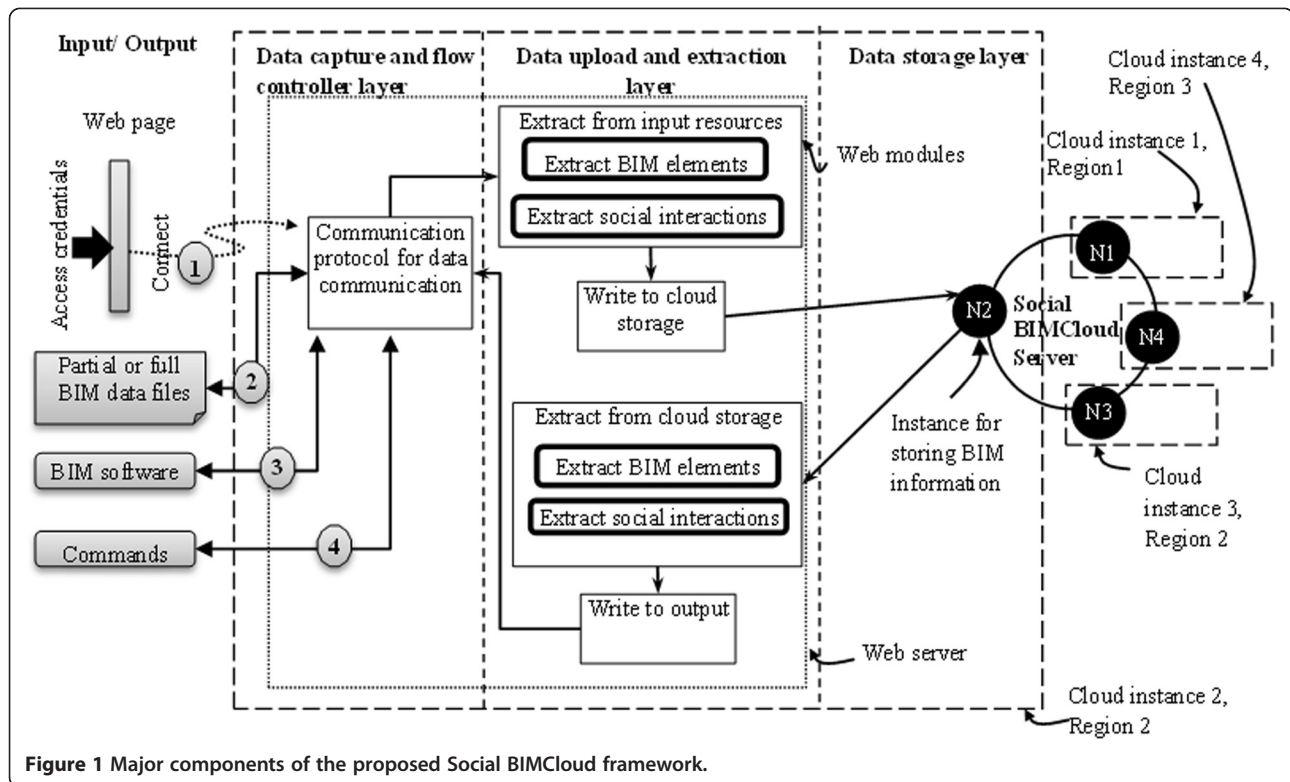 Input/ Output
Data capture and flow
controller layer
Data upload and extraction
layer
Data storage layer
Cloud instance 4,
Region 3
Web page
Access credentials
Connect
1
Communication
protocol for data
communication
Extract from input resources
Extract BIM elements
Extract social interactions
Web modules
Cloud instance 1,
Region1
Write to cloud
storage
N1
N2
Social
BIMCloud
Server
N4
N3
Partial or full
BIM data files
2
BIM software
3
Commands
4
Extract from cloud storage
Extract BIM elements
Extract social interactions
Instance for
storing BIM
information
Cloud
instance 3,
Region 2
Write to output
Web server
Cloud instance 2,
Region 2
Figure 1 Major components of the proposed Social BIMCloud framework.